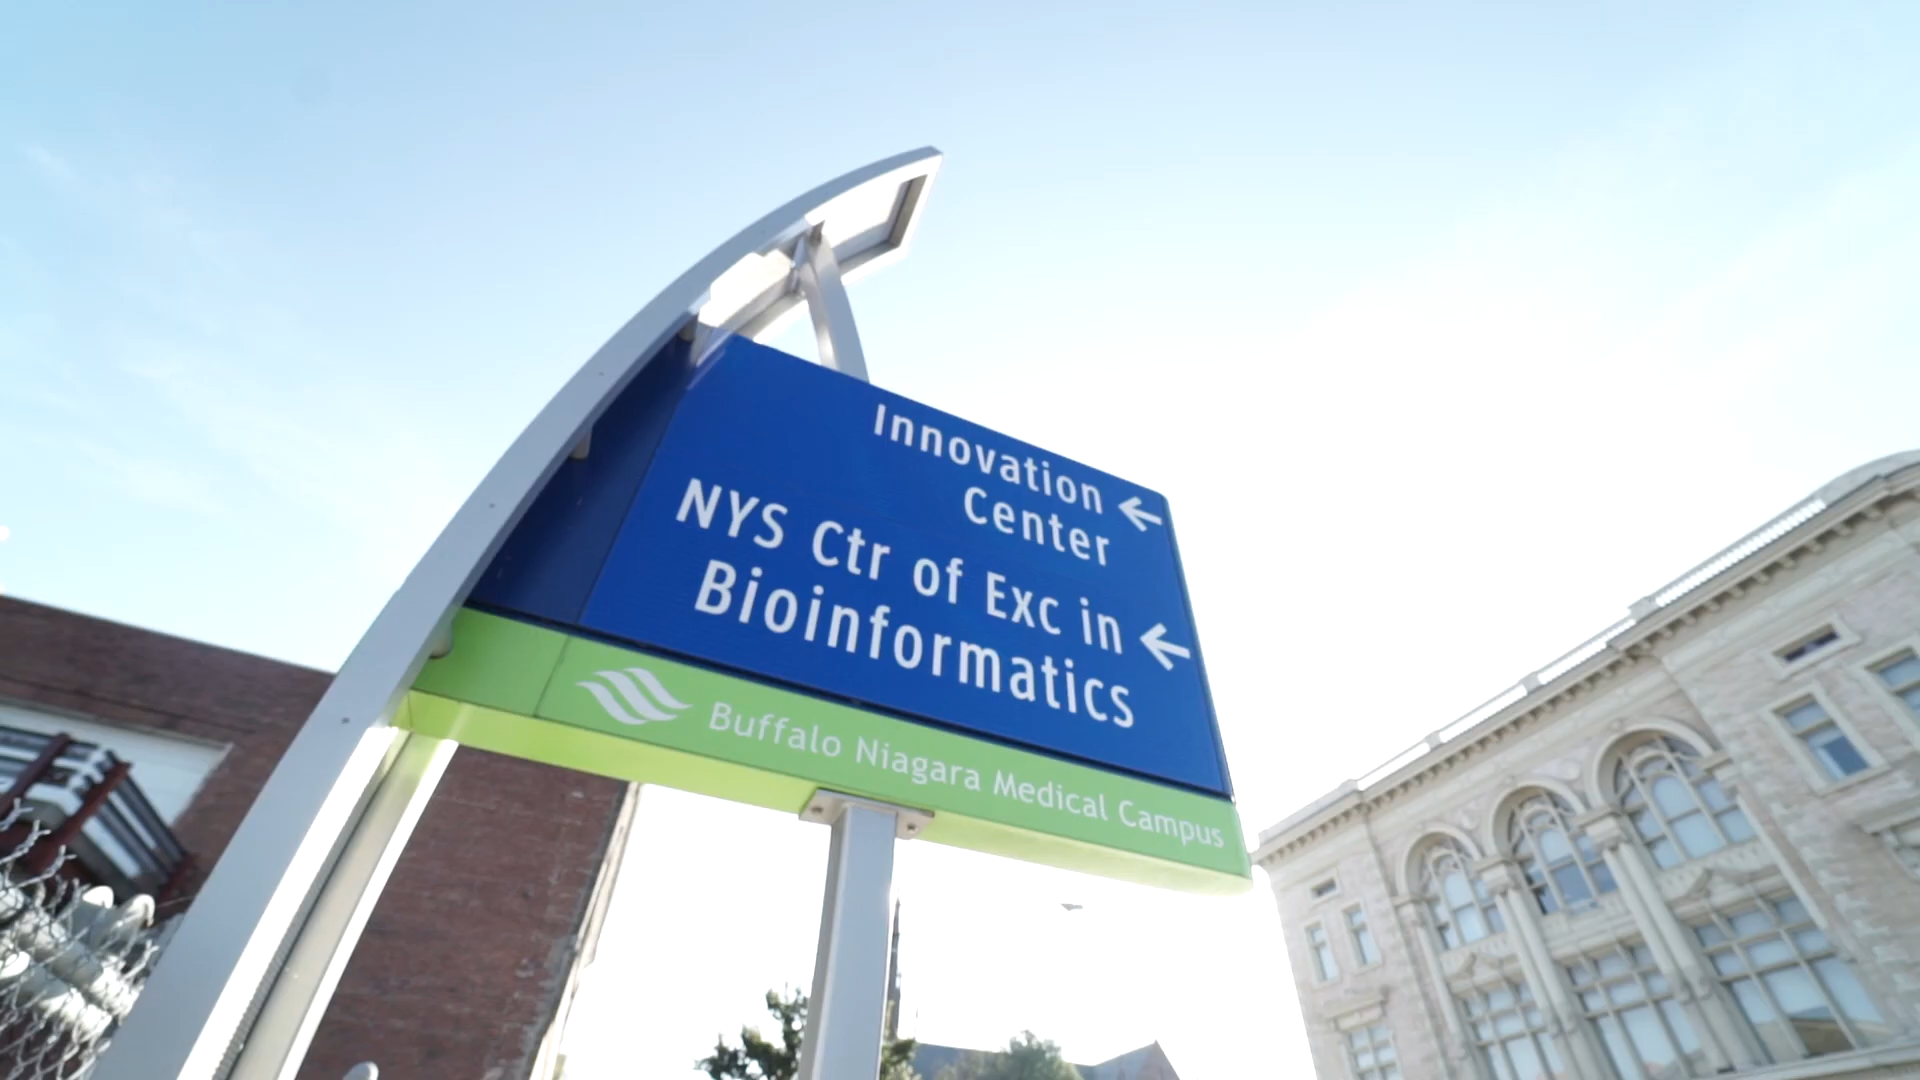 Innovation
Center
NYS Ctr of Exc in
Bioinformatics
Buffalo Niagara Medical Campus